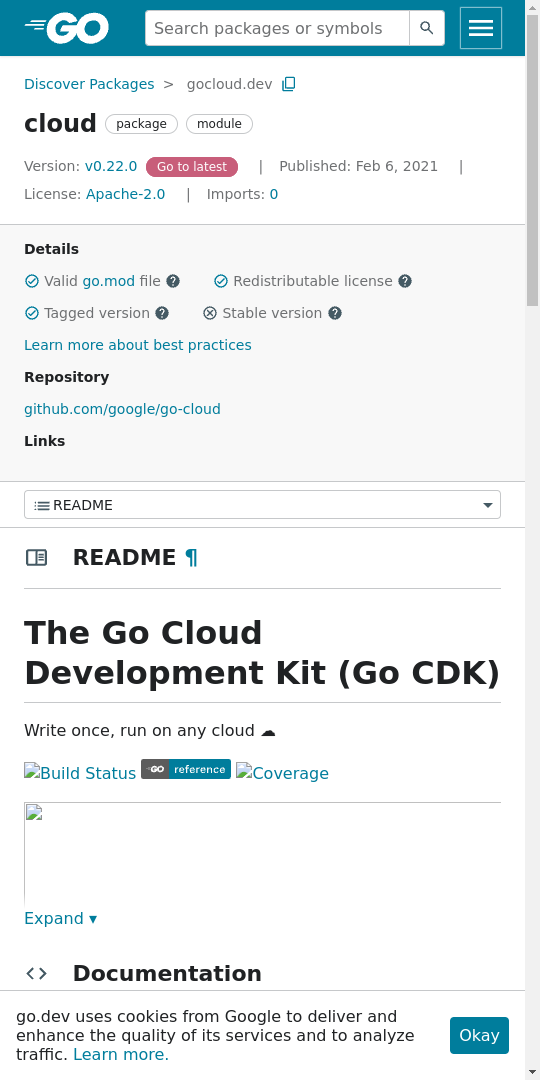 GO
Search packages or symbols
Discover Packages > gocloud.dev
cloud package module
Version: v0.22.0 Go to latest | Published: Feb 6, 2021 |
License: Apache-2.0 | Imports: 0
Details
Valid go.mod file ? Redistributable license ?
Tagged version ? Stable version ?
Learn more about best practices
Repository
github.com/google/go-cloud
Links
README
README ¶
The Go Cloud
Development Kit (Go CDK)
Write once, run on any cloud ☁
Build Status GO reference Coverage
Expand ▾
<> Documentation
go.dev uses cookies from Google to deliver and
enhance the quality of its services and to analyze
traffic. Learn more.
Okay